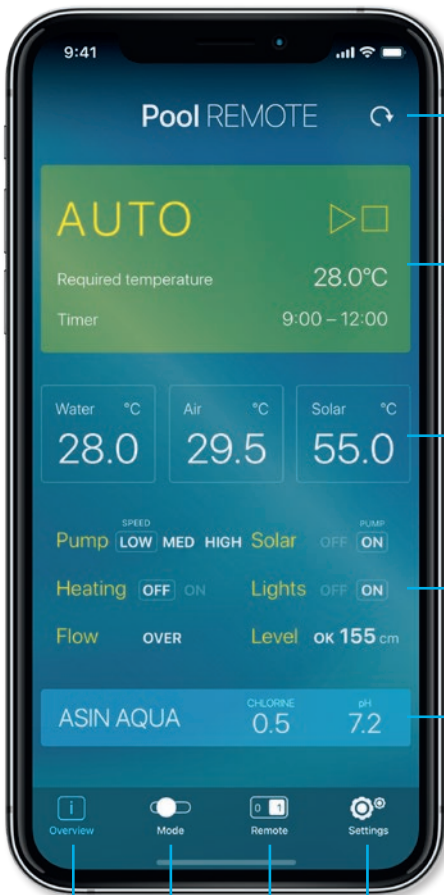 9:41
Pool REMOTE
AUTO
Required temperature 28.0°C
Timer 9:00 – 12:00
Water °C Air °C Solar °C
28.0 29.5 55.0
SPEED PUMP
Pump LOW MED HIGH Solar OFF ON
Heating OFF ON Lights OFF ON
Flow OVER Level OK 155 cm
CHLORINE pH
ASIN AQUA 0.5 7.2
i 0 1
Overview Mode Remote Settings